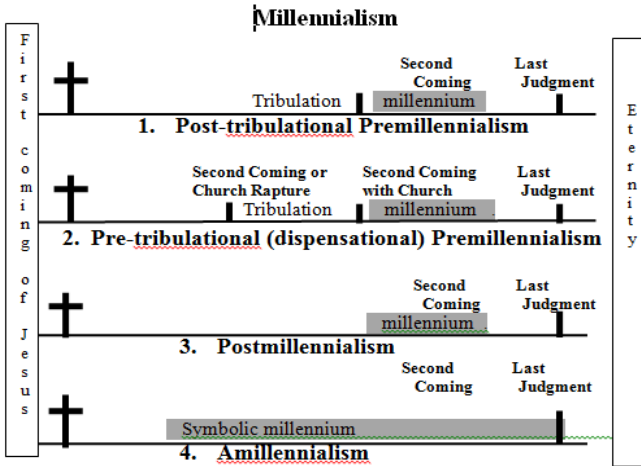 Millennialism
First coming of Jesus
Eternity
Second Last
Coming Judgment
Tribulation millennium
1. Post-tribulational Premillennialism
Second Coming or Second Coming Last
Church Rapture with Church Judgment
Tribulation millennium .
2. Pre-tribulational (dispensational) Premillennialism
Second Last
Coming Judgment
millennium .
3. Postmillennialism
Second Last
Coming Judgment
Symbolic millennium
4. Amillennialism